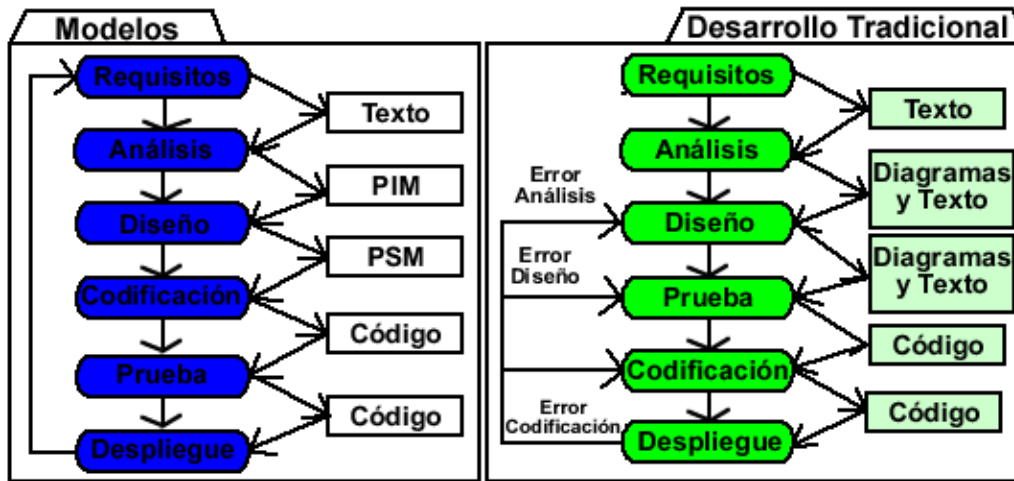 Modelos
Requisitos
Texto
Análisis
PIM
Diseño
PSM
Codificación
Código
Prueba
Código
Despliegue
Desarrollo Tradicional
Requisitos
Texto
Análisis
Error
Análisis
Diagramas
y Texto
Diseño
Error
Diseño
Diagramas
y Texto
Prueba
Código
Codificación
Código
Error
Codificación
Despliegue